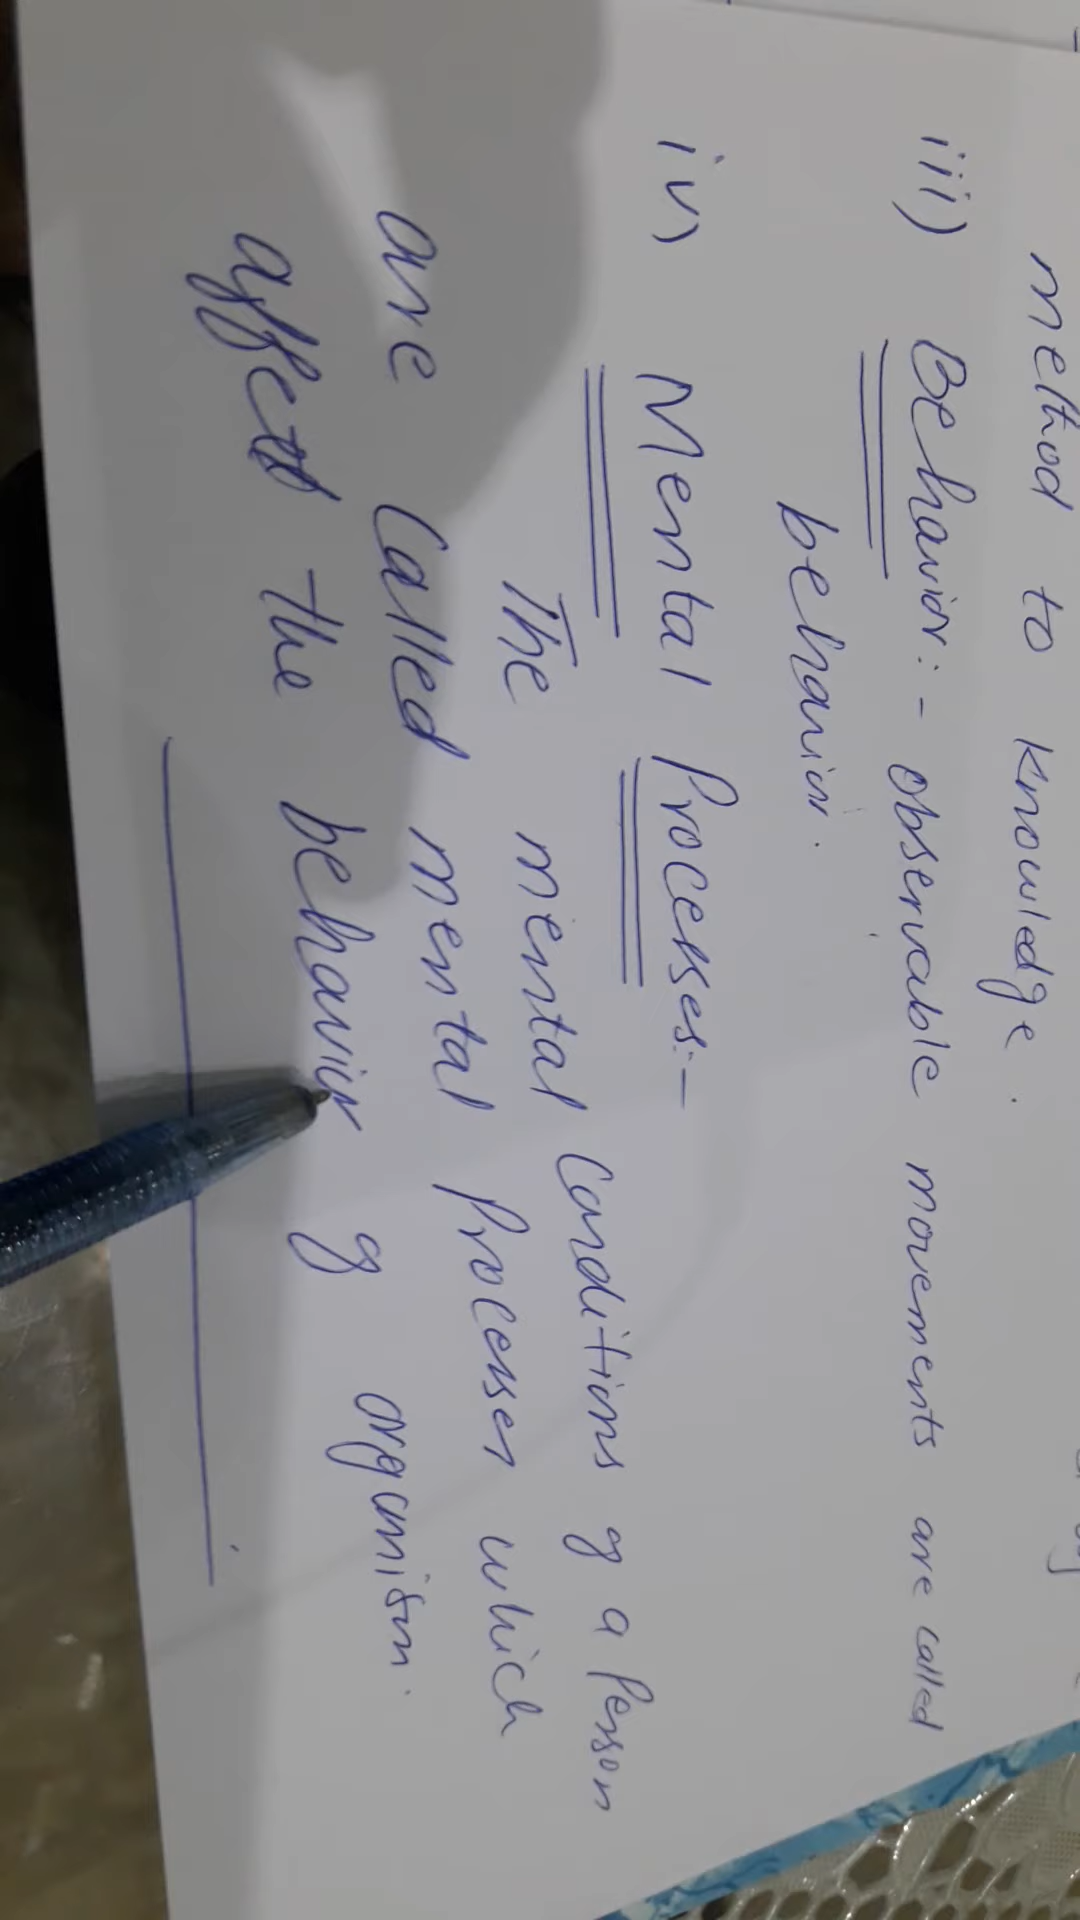 method to knowledge.
iii) Behavior:- observable movements are called
behavior.
iv) Mental Processes:-
The mental Conditions of a Person
are Called mental Processes which
affect the behavior of organism.